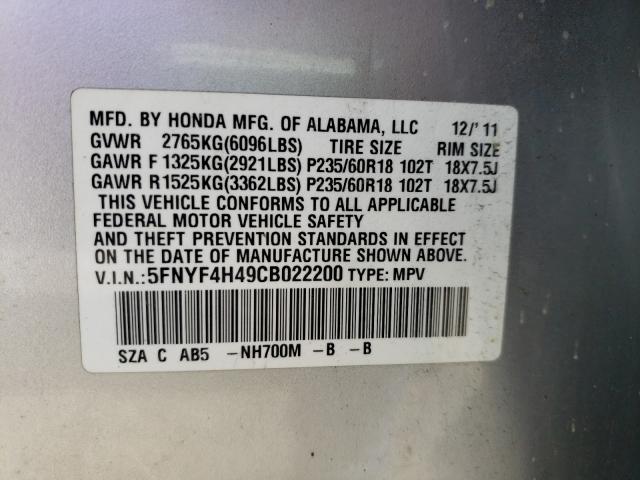 MFD. BY HONDA MFG. OF ALABAMA, LLC 12/'11
GVWR 2765KG(6096LBS) TIRE SIZE RIM SIZE
GAWR F 1325KG(2921LBS) P235/60R18 102T 18X7.5J
GAWR R1525KG(3362LBS) P235/60R18 102T 18X7.5J
THIS VEHICLE CONFORMS TO ALL APPLICABLE
FEDERAL MOTOR VEHICLE SAFETY
AND THEFT PREVENTION STANDARDS IN EFFECT
ON THE DATE OF MANUFACTURE SHOWN ABOVE.
V.I.N.:5FNYF4H49CB022200 TYPE: MPV
SZA C AB5 -NH700M -B -B